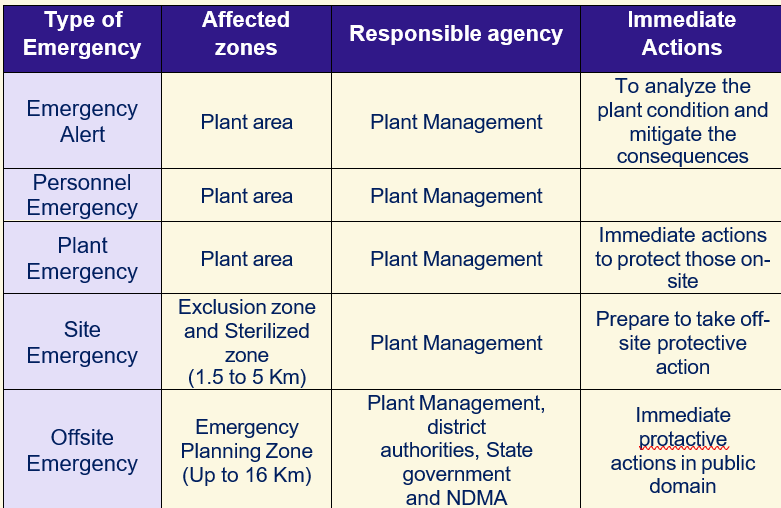 Type of
Emergency
Affected
zones
Responsible agency
Immediate
Actions
Emergency
Alert
Plant area
Plant Management
To analyze the
plant condition and
mitigate the
consequences
Personnel
Emergency
Plant area
Plant Management
Plant
Emergency
Plant area
Plant Management
Immediate actions
to protect those on-
site
Site
Emergency
Exclusion zone
and Sterilized
zone
(1.5 to 5 Km)
Plant Management
Prepare to take off-
site protective
action
Offsite
Emergency
Emergency
Planning Zone
(Up to 16 Km)
Plant Management,
district
authorities, State
government
and NDMA
Immediate
protactive
actions in public
domain